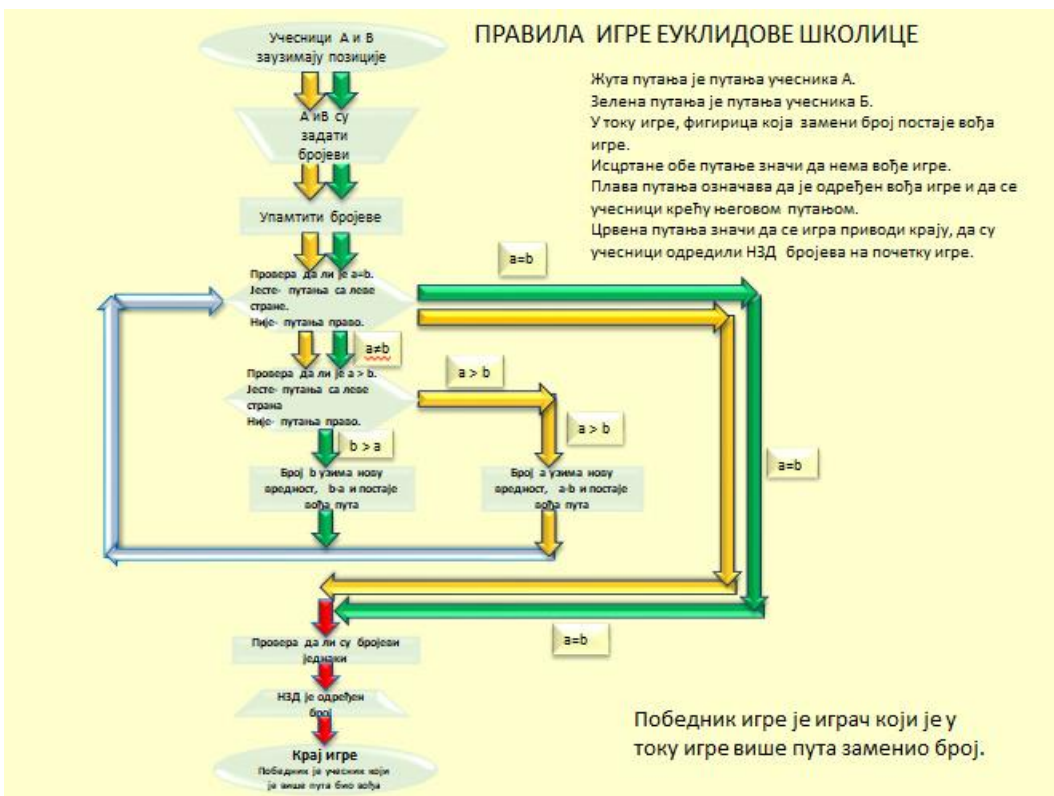 ПРАВИЛА ИГРЕ ЕУКЛИДОВЕ ШКОЛИЦЕ
Жута путања је путања учесника А.
Зелена путања је путања учесника Б.
У току игре, фигирица која замени број постаје вођа
игре.
Исцртане обе путање значи да нема вође игре.
Плава путања означава да је одређен вођа игре и да се
учесници крећу његовом путањом.
Црвена путања значи да се игра приводи крају, да су
учесници одредили НЗД бројева на почетку игре.
Учесници А и В
заузимају позиције
А иВ су
задати
бројеви
Упамтити бројеве
Провера да ли је a=b.
Јесте- путања са леве
стране.
Није- путања право.
a=b
a≠b
Провера да ли је a > b.
Јесте- путања са леве
страна
Није- путања право.
a > b
a > b
b > a
a=b
Број b узима нову
вредност, b-a и постаје
вођа пута
Број a узима нову
вредност, a-b и постаје
вођа пута
a=b
Провера да ли су бројеви
једнаки
НЗД је одређен
број
Крај игре
Победник је учесник који
је више пута био вођа
Победник игре је играч који је у
току игре више пута заменио број.